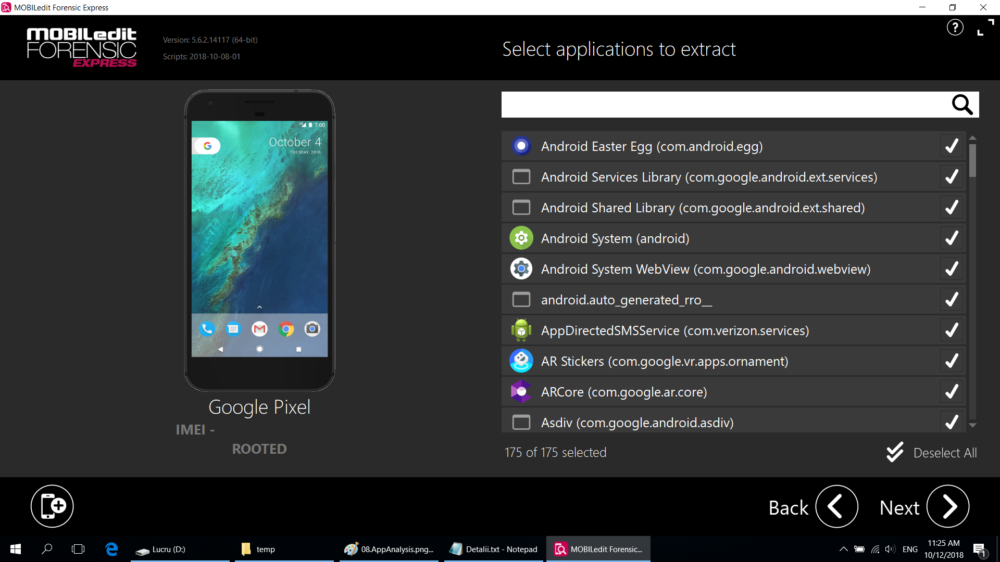 MOBILedit Forensic Express
MOBILedit
FORENSIC
EXPRESS
Version: 5.6.2.14117 (64-bit)
Scripts: 2018-10-08-01
Select applications to extract
?
LTE 7:00
G
October 4
TUESDAY, 2016
Google Pixel
IMEI -
ROOTED
Android Easter Egg (com.android.egg)
Android Services Library (com.google.android.ext.services)
Android Shared Library (com.google.android.ext.shared)
Android System (android)
Android System WebView (com.google.android.webview)
android.auto_generated_rro__
AppDirectedSMSService (com.verizon.services)
AR Stickers (com.google.vr.apps.ornament)
ARCore (com.google.ar.core)
Asdiv (com.google.android.asdiv)
175 of 175 selected
Deselect All
Back
Next
Lucru (D:)
temp
08.AppAnalysis.png...
Detalii.txt - Notepad
MOBILedit Forensic...
ENG
11:25 AM
10/12/2018
1